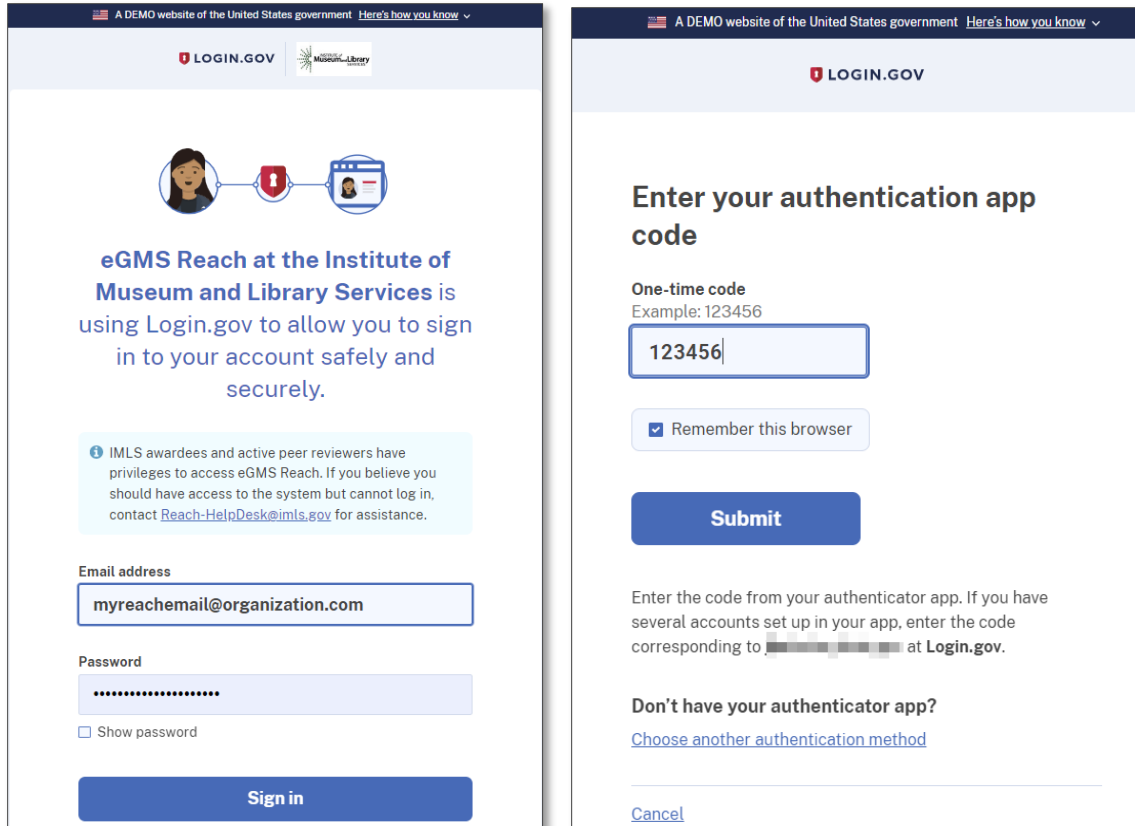 A DEMO website of the United States government Here's how you know
LOGIN.GOV
INSTITUTE of
Museum and Library
SERVICES
eGMS Reach at the Institute of
Museum and Library Services is
using Login.gov to allow you to sign
in to your account safely and
securely.
IMLS awardees and active peer reviewers have
privileges to access eGMS Reach. If you believe you
should have access to the system but cannot log in,
contact Reach-HelpDesk@imls.gov for assistance.
Email address
myreachemail@organization.com
Password
•••••••••••••••••••••
Show password
Sign in
A DEMO website of the United States government Here's how you know
LOGIN.GOV
Enter your authentication app
code
One-time code
Example: 123456
123456
Remember this browser
Submit
Enter the code from your authenticator app. If you have
several accounts set up in your app, enter the code
corresponding to at Login.gov.
Don't have your authenticator app?
Choose another authentication method
Cancel